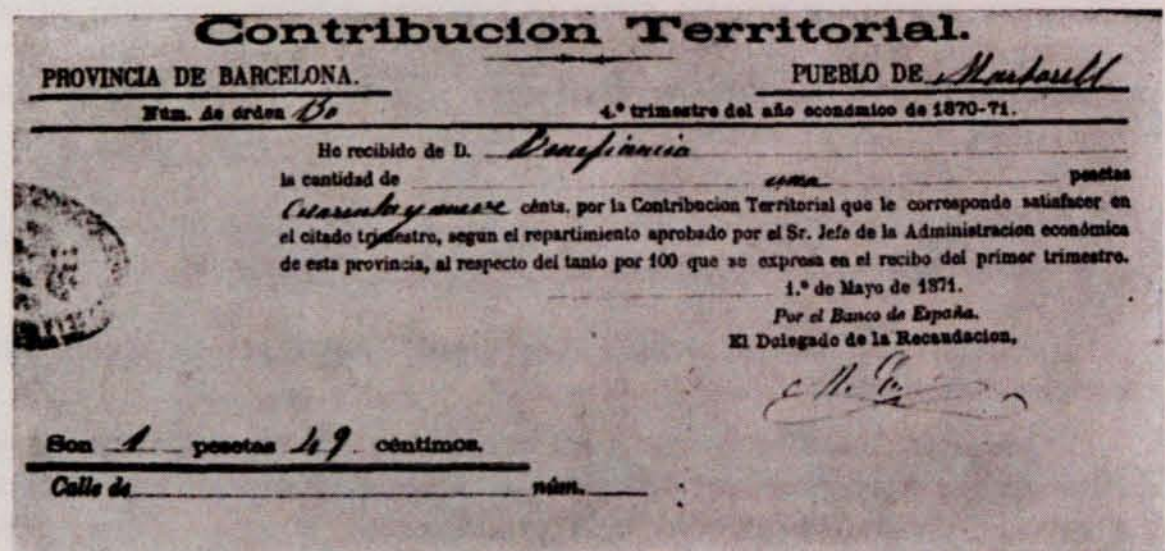 Contribucion Territorial.
PROVINCIA DE BARCELONA. PUEBLO DE Martorell
Núm. de órden 4.º trimestre del año económico de 1870-71.
He recibido de D. Beneficencia
la cantidad de una pesetas
Cuarenta y nueve cénts. por la Contribucion Territorial que le corresponde satisfacer en
el citado trimestre, segun el repartimiento aprobado por el Sr. Jefe de la Administracion económica
de esta provincia, al respecto del tanto por 100 que se expresa en el recibo del primer trimestre.
1.º de Mayo de 1871.
Por el Banco de España.
El Delegado de la Recaudacion,
Son 1 pesetas 49 céntimos.
Calle de núm.